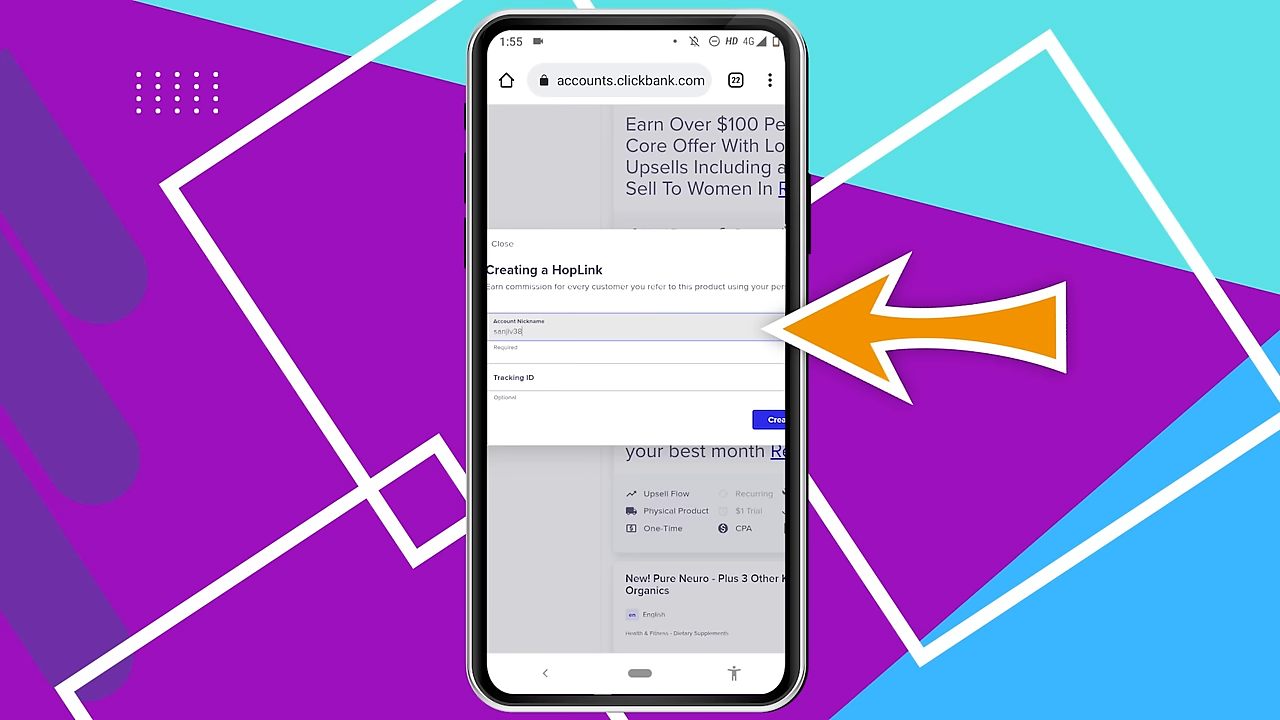 1:55
HD 4G
accounts.clickbank.com
22
Earn Over $100 Pe
Core Offer With Lo
Upsells Including a
Sell To Women In R
Close
Creating a HopLink
Earn commission for every customer you refer to this product using your per
Account Nickname
sanjiv38
Required
Tracking ID
Optional
Crea
your best month Re
Upsell Flow
Recurring
Physical Product
$1 Trial
One-Time
CPA
New! Pure Neuro - Plus 3 Other K
Organics
en English
Health & Fitness - Dietary Supplements